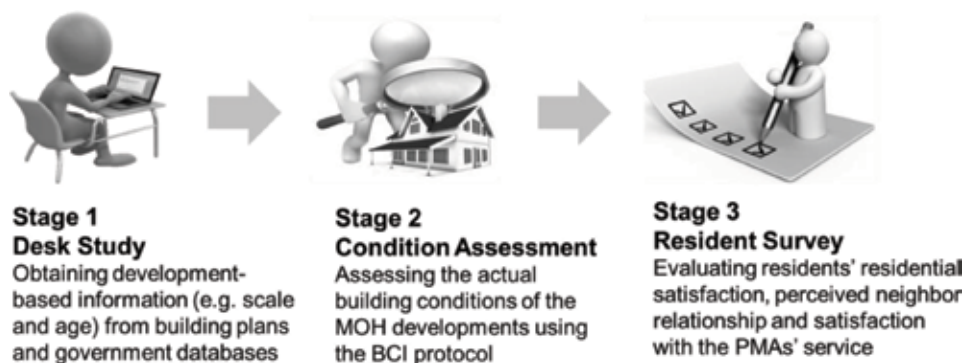 Stage 1
Desk Study
Obtaining development-
based information (e.g. scale
and age) from building plans
and government databases
Stage 2
Condition Assessment
Assessing the actual
building conditions of the
MOH developments using
the BCI protocol
Stage 3
Resident Survey
Evaluating residents' residential
satisfaction, perceived neighbor
relationship and satisfaction
with the PMAs' service